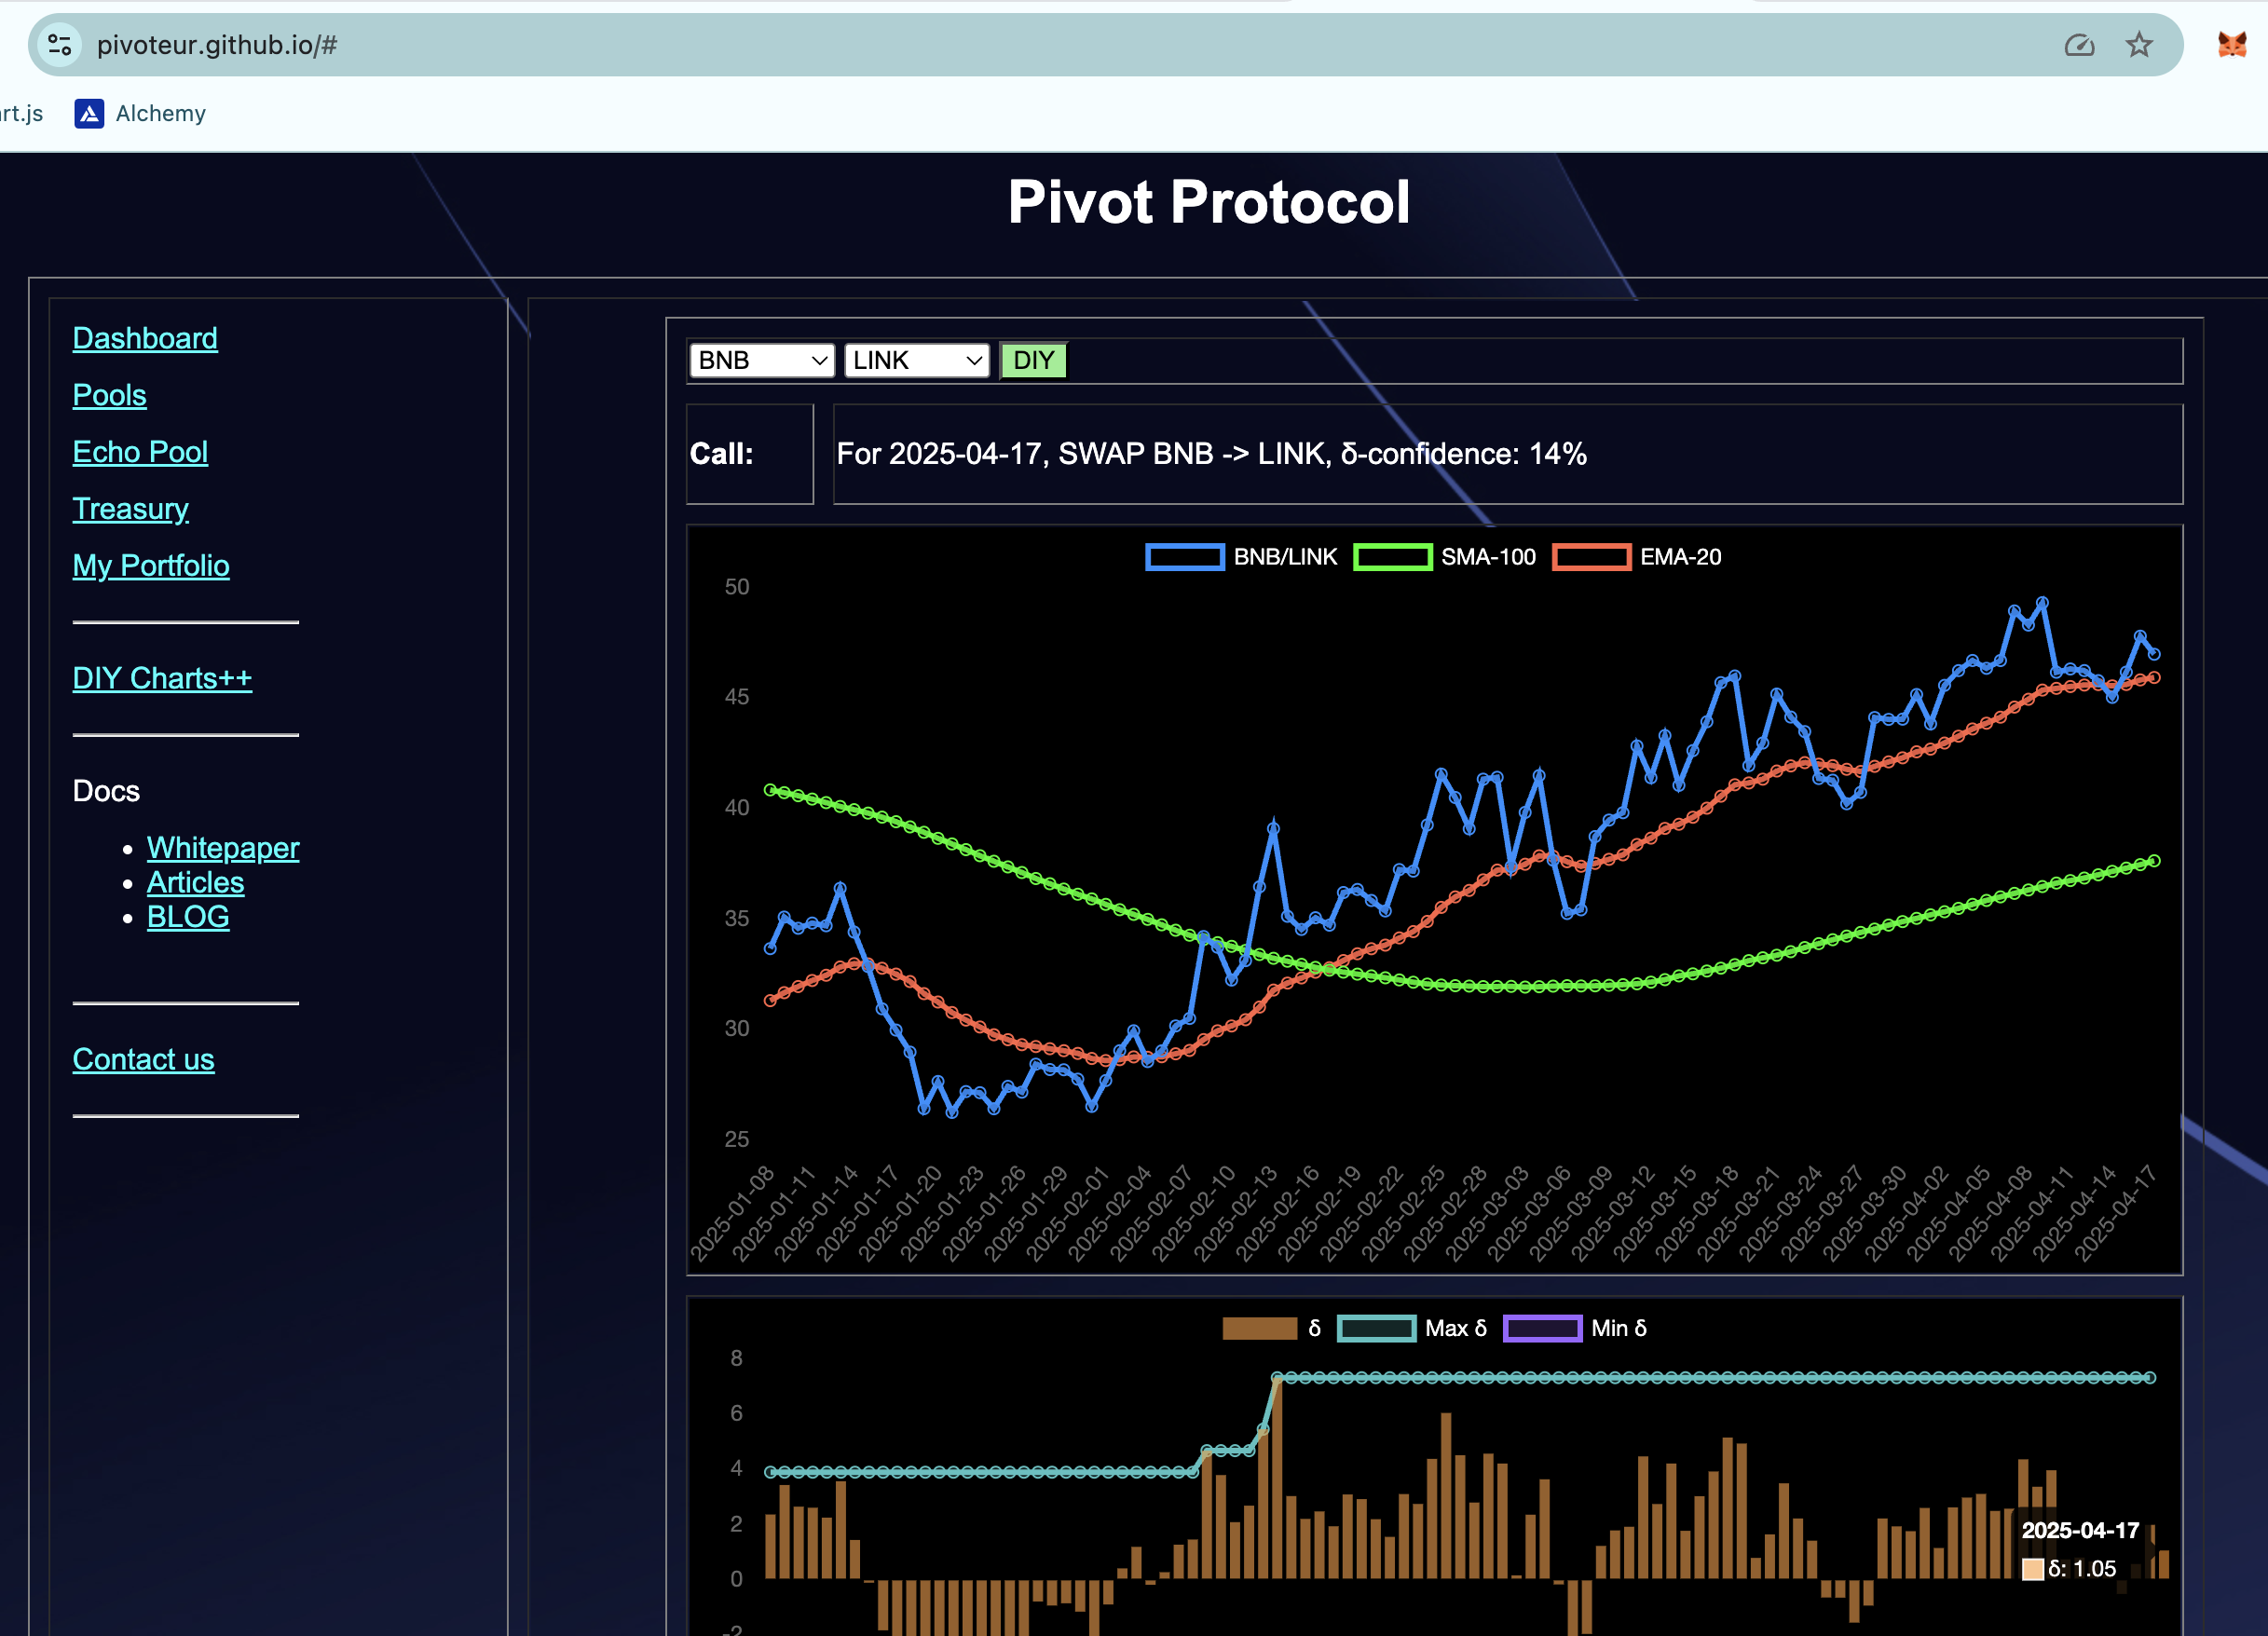 pivoteur.github.io/#
rt.js Alchemy
Pivot Protocol
Dashboard
Pools
Echo Pool
Treasury
My Portfolio
DIY Charts++
Docs
Whitepaper
Articles
BLOG
Contact us
BNB LINK DIY
Call: For 2025-04-17, SWAP BNB -> LINK, δ-confidence: 14%
BNB/LINK SMA-100 EMA-20
50
45
40
35
30
25
2025-01-08 2025-01-11 2025-01-14 2025-01-17 2025-01-20 2025-01-23 2025-01-26 2025-01-29 2025-02-01 2025-02-04 2025-02-07 2025-02-10 2025-02-13 2025-02-16 2025-02-19 2025-02-22 2025-02-25 2025-02-28 2025-03-03 2025-03-06 2025-03-09 2025-03-12 2025-03-15 2025-03-18 2025-03-21 2025-03-24 2025-03-27 2025-03-30 2025-04-02 2025-04-05 2025-04-08 2025-04-11 2025-04-14 2025-04-17
δ Max δ Min δ
8
6
4
2
0
-2
2025-04-17
δ: 1.05